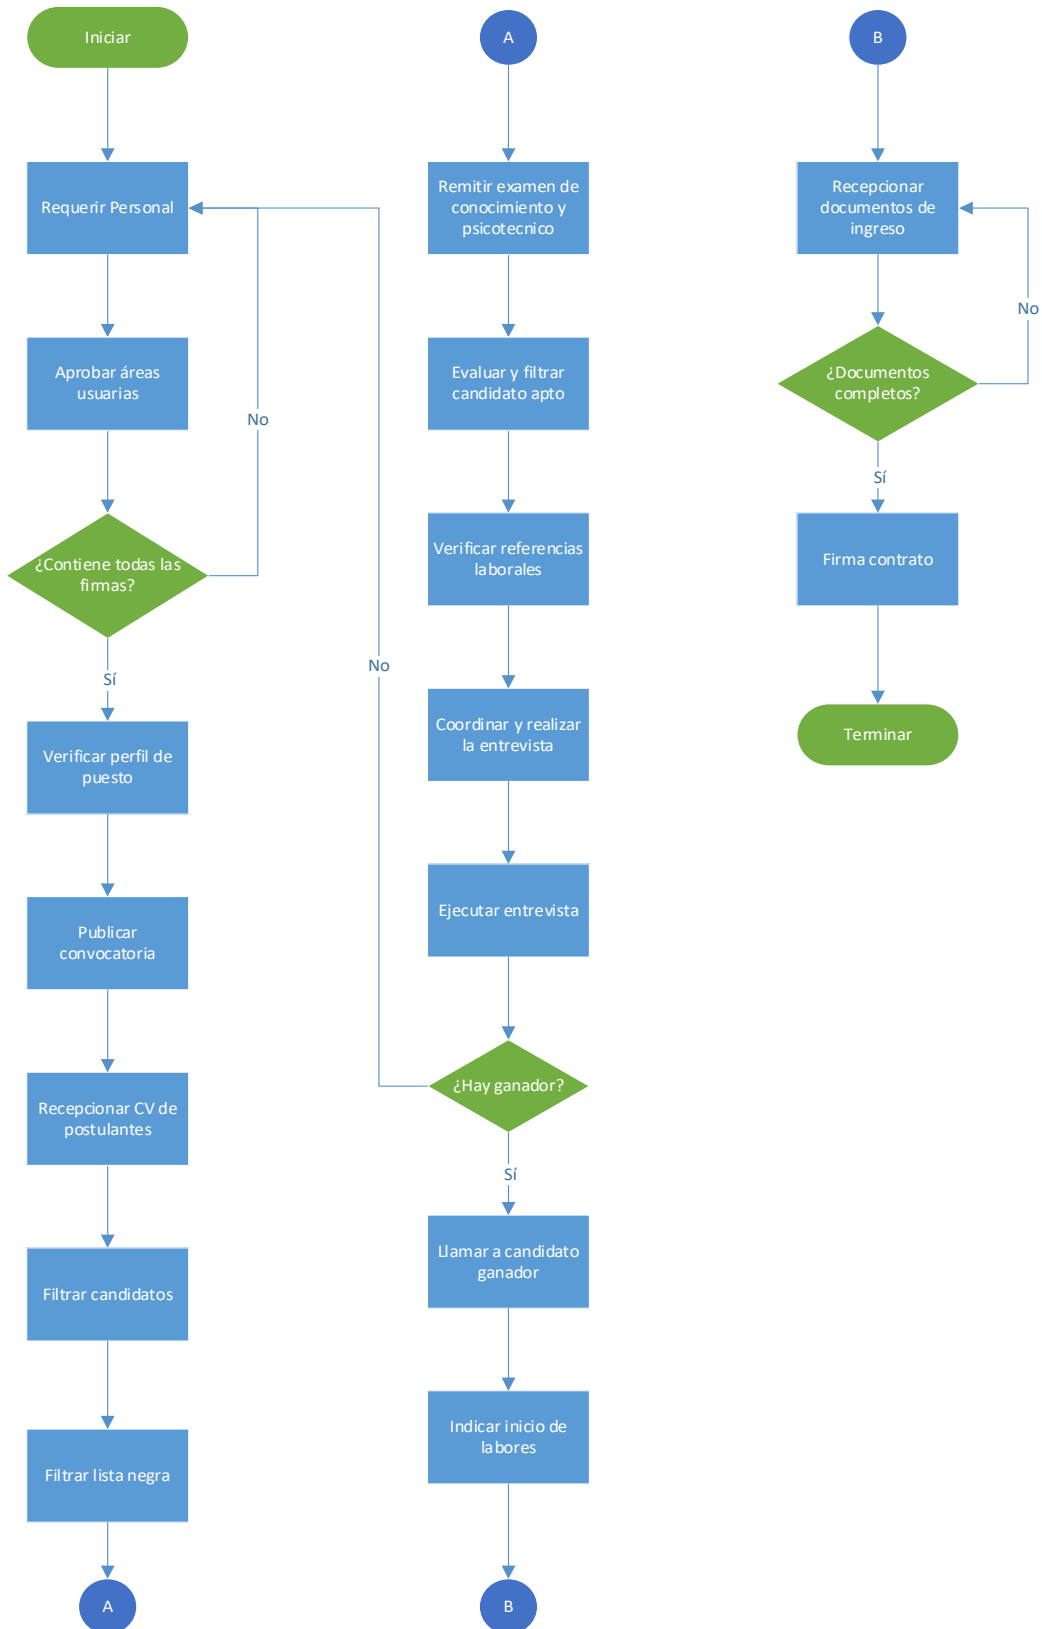 Iniciar
Requerir Personal
Aprobar áreas
usuarias
No
¿Contiene todas las
firmas?
Sí
Verificar perfil de
puesto
Publicar
convocatoria
Recepcionar CV de
postulantes
Filtrar candidatos
Filtrar lista negra
A
A
Remitir examen de
conocimiento y
psicotecnico
Evaluar y filtrar
candidato apto
Verificar referencias
laborales
No
Coordinar y realizar
la entrevista
Ejecutar entrevista
¿Hay ganador?
Sí
Llamar a candidato
ganador
Indicar inicio de
labores
B
B
Recepcionar
documentos de
ingreso
No
¿Documentos
completos?
Sí
Firma contrato
Terminar